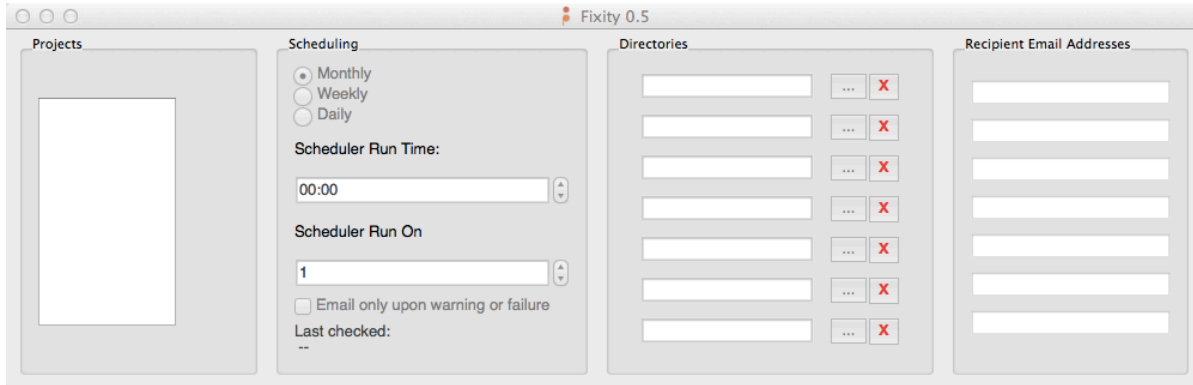 Fixity 0.5
Projects
Scheduling
Monthly
Weekly
Daily
Scheduler Run Time:
00:00
Scheduler Run On
1
Email only upon warning or failure
Last checked:
--
Directories
... X
... X
... X
... X
... X
... X
... X
Recipient Email Addresses